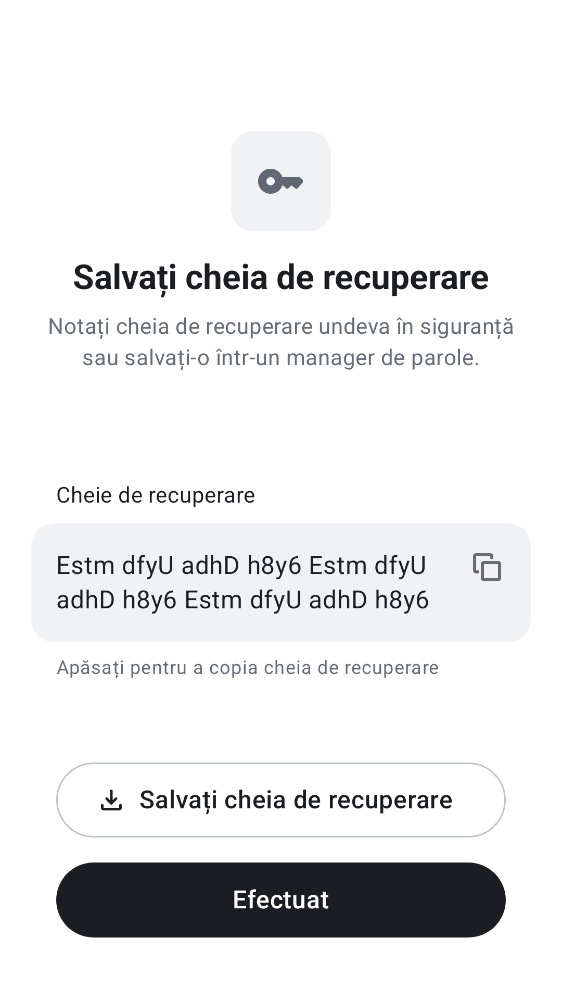 Salvați cheia de recuperare
Notați cheia de recuperare undeva în siguranță
sau salvați-o într-un manager de parole.
Cheie de recuperare
Estm dfyU adhD h8y6 Estm dfyU
adhD h8y6 Estm dfyU adhD h8y6
Apăsați pentru a copia cheia de recuperare
Salvați cheia de recuperare
Efectuat